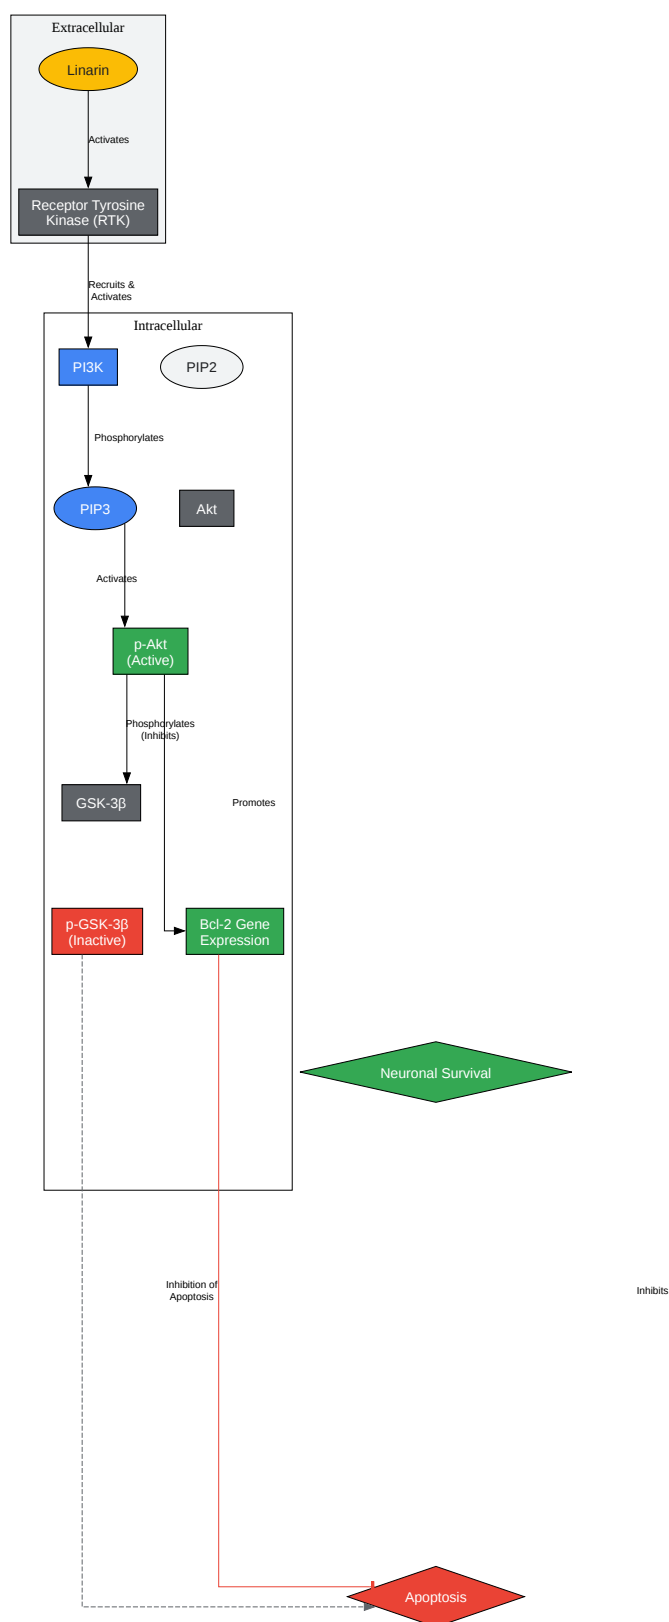 Extracellular
Linarin
Activates
Receptor Tyrosine
Kinase (RTK)
Recruits &
Activates
Intracellular
PI3K
PIP2
Phosphorylates
PIP3
Akt
Activates
p-Akt
(Active)
Phosphorylates
(Inhibits)
GSK-3β
Promotes
p-GSK-3β
(Inactive)
Bcl-2 Gene
Expression
Neuronal Survival
Inhibition of
Apoptosis
Inhibits
Apoptosis